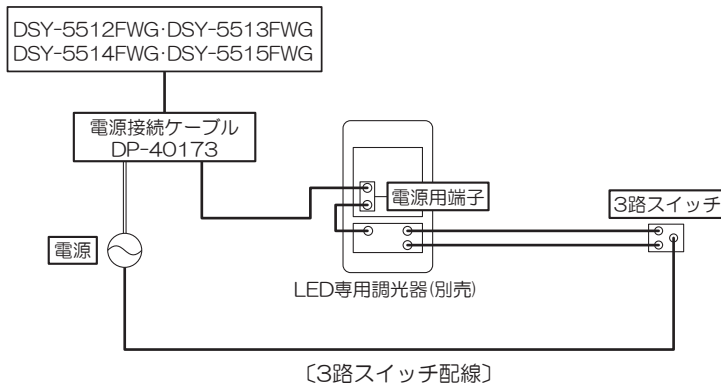 DSY-5512FWG・DSY-5513FWG
DSY-5514FWG・DSY-5515FWG
電源接続ケーブル
DP-40173
電源用端子
3路スイッチ
電源
LED専用調光器(別売)
〔3路スイッチ配線〕